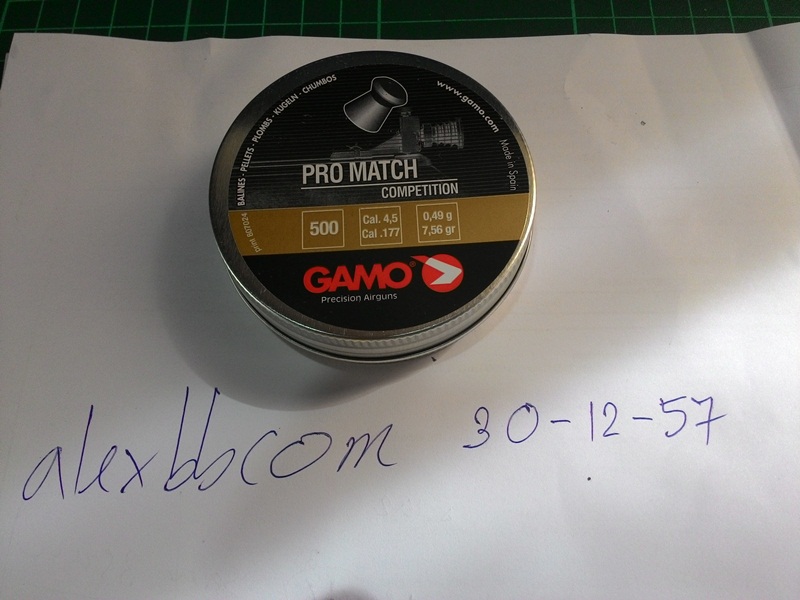 BALINES - PELLETS - PLOMBS - KUGELN - CHUMBOS
www.gamo.com
Made in Spain
PRO MATCH
COMPETITION
500
Cal. 4,5
Cal .177
0,49 g
7,56 gr
GAMO
Precision Airguns
alexbbcom 30-12-57